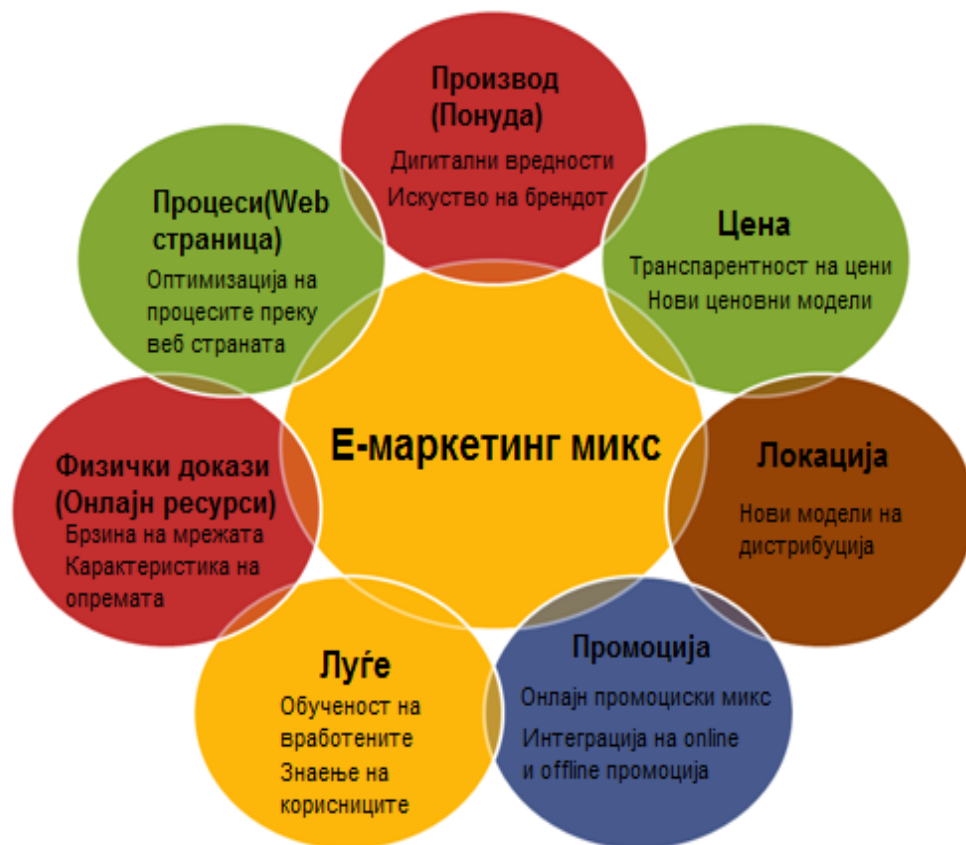 Производ
(Понуда)
Дигитални вредности
Искуство на брендот
Цена
Транспарентност на цени
Нови ценовни модели
Локација
Нови модели на
дистрибуција
Промоција
Онлајн промоциски микс
Интеграција на online
и offline промоција
Луѓе
Обученост на
вработените
Знаење на
корисниците
Физички докази
(Онлајн ресурси)
Брзина на мрежата
Карактеристика на
опремата
Процеси(Web
страница)
Оптимизација на
процесите преку
веб страната
Е-маркетинг микс